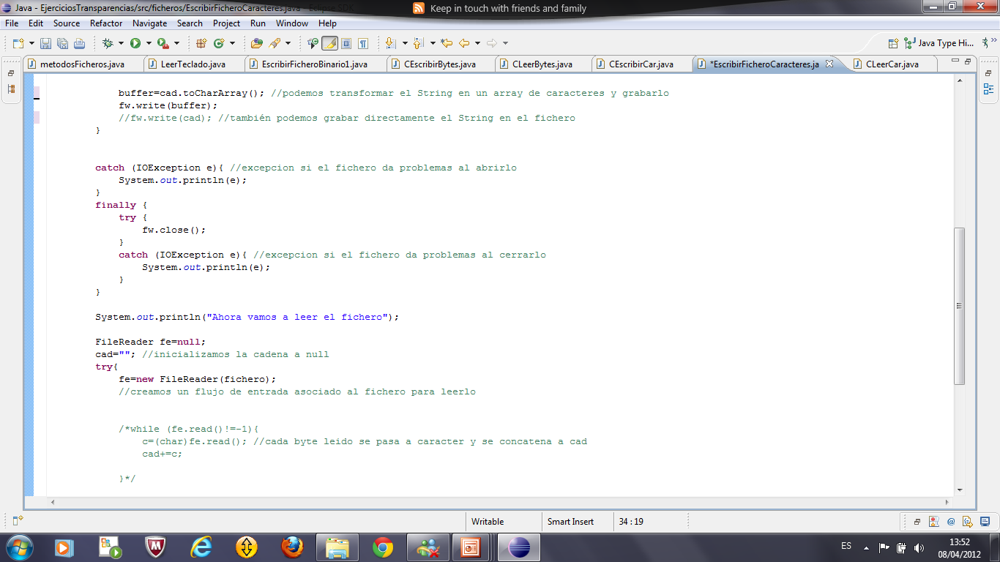 Java - EjerciciosTransparencias/src/ficheros/EscribirFicheroCaracteres.java - Eclipse SDK
Keep in touch with friends and family
File Edit Source Refactor Navigate Search Project Run Window Help
Java Type Hi...
metodosFicheros.java LeerTeclado.java EscribirFicheroBinario1.java CEscribirBytes.java CLeerBytes.java CEscribirCar.java *EscribirFicheroCaracteres.ja CLeerCar.java
buffer=cad.toCharArray(); //podemos transformar el String en un array de caracteres y grabarlo
fw.write(buffer);
//fw.write(cad); //también podemos grabar directamente el String en el fichero
}
catch (IOException e){ //excepcion si el fichero da problemas al abrirlo
System.out.println(e);
}
finally {
try {
fw.close();
}
catch (IOException e){ //excepcion si el fichero da problemas al cerrarlo
System.out.println(e);
}
}
System.out.println("Ahora vamos a leer el fichero");
FileReader fe=null;
cad=""; //inicializamos la cadena a null
try{
fe=new FileReader(fichero);
//creamos un flujo de entrada asociado al fichero para leerlo
/*while (fe.read()!=-1){
c=(char)fe.read(); //cada byte leido se pasa a caracter y se concatena a cad
cad+=c;
}*/
Writable Smart Insert 34 : 19
ES
13:52
08/04/2012